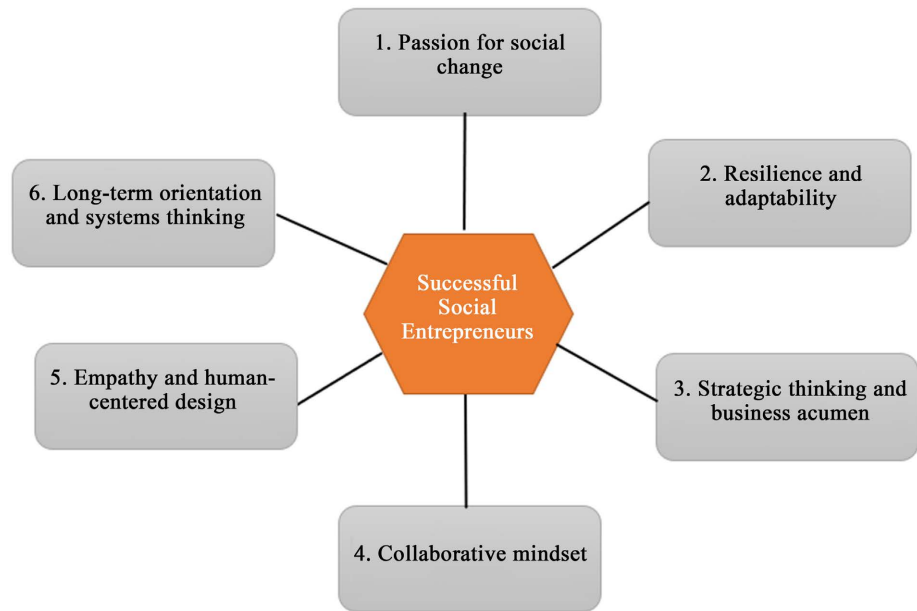 1. Passion for social
change
2. Resilience and
adaptability
3. Strategic thinking and
business acumen
4. Collaborative mindset
5. Empathy and human-
centered design
6. Long-term orientation
and systems thinking
Successful
Social
Entrepreneurs